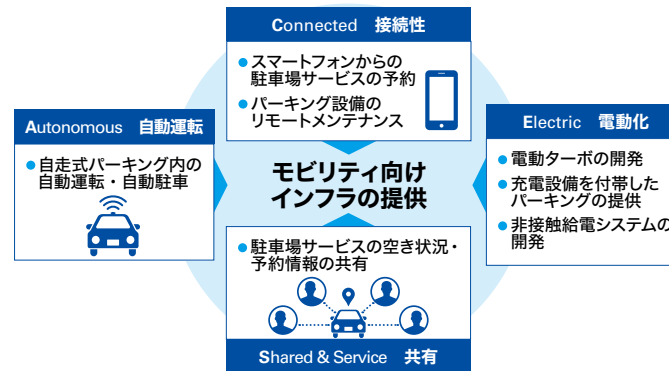 Connected 接続性
● スマートフォンからの
駐車場サービスの予約
● パーキング設備の
リモートメンテナンス
Autonomous 自動運転
● 自走式パーキング内の
自動運転・自動駐車
モビリティ向け
インフラの提供
Electric 電動化
● 電動ターボの開発
● 充電設備を付帯した
パーキングの提供
● 非接触給電システムの
開発
● 駐車場サービスの空き状況・
予約情報の共有
Shared & Service 共有